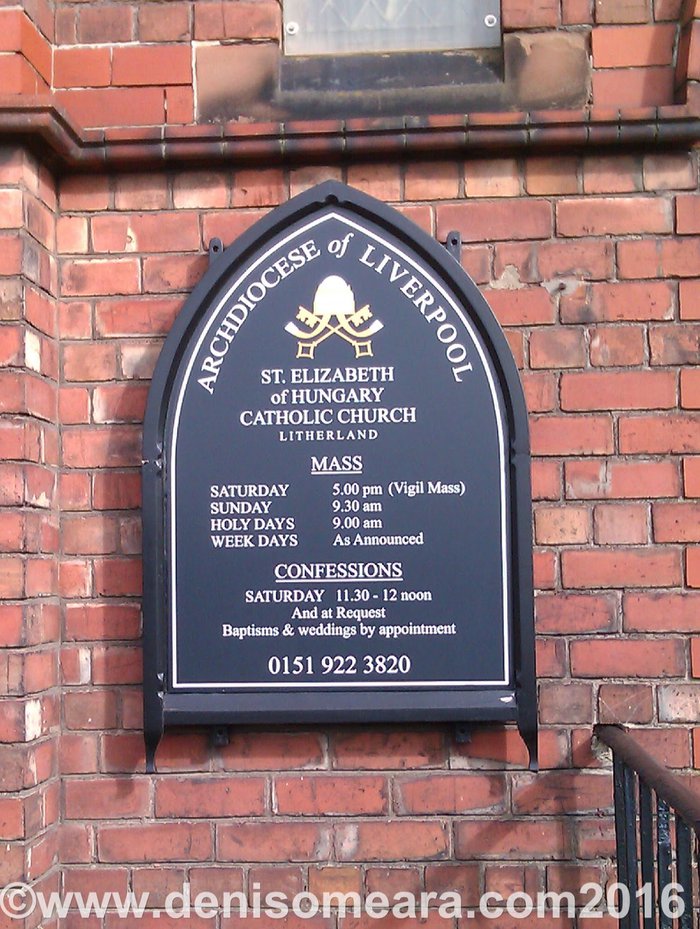 ARCHDIOCESE of LIVERPOOL
ST. ELIZABETH
of HUNGARY
CATHOLIC CHURCH
LITHERLAND
MASS
SATURDAY 5.00 pm (Vigil Mass)
SUNDAY 9.30 am
HOLY DAYS 9.00 am
WEEK DAYS As Announced
CONFESSIONS
SATURDAY 11.30 - 12 noon
And at Request
Baptisms & weddings by appointment
0151 922 3820
©www.denisomeara.com2016